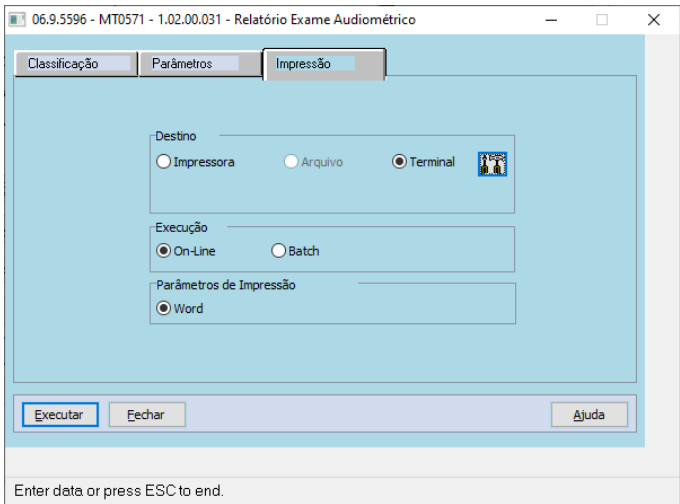 06.9.5596 - MT0571 - 1.02.00.031 - Relatório Exame Audiométrico
Classificação Parâmetros Impressão
Destino
Impressora Arquivo Terminal
Execução
On-Line Batch
Parâmetros de Impressão
Word
Executar Fechar Ajuda
Enter data or press ESC to end.